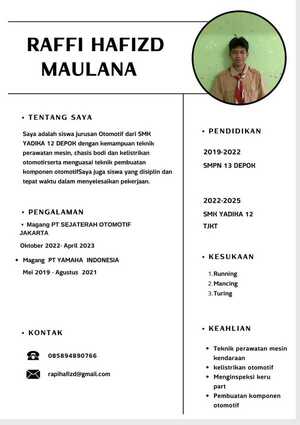 RAFFI HAFIZD
MAULANA
• TENTANG SAYA
Saya adalah siswa jurusan Otomotif dari SMK
YADIKA 12 DEPOK dengan kemampuan teknik
perawatan mesin, chasis bodi dan kelistrikan
otomotirserta menguasai teknik pembuatan
komponen otomotifSaya juga siswa yang disiplin dan
tepat waktu dalam menyelesaikan pekerjaan.
• PENGALAMAN
• Magang PT SEJATERAH OTOMOTIF
JAKARTA
Oktober 2022- April 2023
• Magang PT YAMAHA INDONESIA
Mei 2019 - Agustus 2021
• KONTAK
085894890766
rapihafizd@gmail.com
• PENDIDIKAN
2019-2022
SMPN 13 DEPOK
2022-2025
SMK YADIKA 12
TJKT
• KESUKAAN
1.Running
2.Mancing
3.Turing
• KEAHLIAN
• Teknik perawatan mesin
kendaraan
• kelistrikan otomotif
• Menginspeksi keru
part
• Pembuatan komponen
otomotif